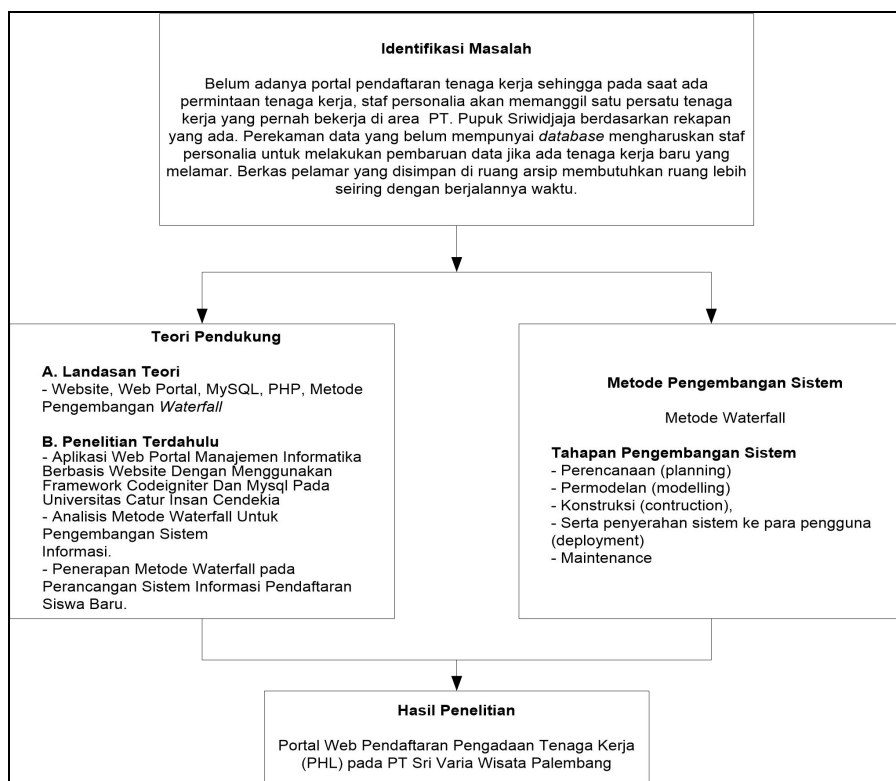 Identifikasi Masalah
Belum adanya portal pendaftaran tenaga kerja sehingga pada saat ada
permintaan tenaga kerja, staf personalia akan memanggil satu persatu tenaga
kerja yang pernah bekerja di area PT. Pupuk Sriwidjaja berdasarkan rekapan
yang ada. Perekaman data yang belum mempunyai database mengharuskan staf
personalia untuk melakukan pembaruan data jika ada tenaga kerja baru yang
melamar. Berkas pelamar yang disimpan di ruang arsip membutuhkan ruang lebih
seiring dengan berjalannya waktu.
Teori Pendukung
A. Landasan Teori
- Website, Web Portal, MySQL, PHP, Metode
Pengembangan Waterfall
B. Penelitian Terdahulu
- Aplikasi Web Portal Manajemen Informatika
Berbasis Website Dengan Menggunakan
Framework Codeigniter Dan Mysql Pada
Universitas Catur Insan Cendekia
- Analisis Metode Waterfall Untuk
Pengembangan Sistem
Informasi.
- Penerapan Metode Waterfall pada
Perancangan Sistem Informasi Pendaftaran
Siswa Baru.
Metode Pengembangan Sistem
Metode Waterfall
Tahapan Pengembangan Sistem
- Perencanaan (planning)
- Permodelan (modelling)
- Konstruksi (contruction),
- Serta penyerahan sistem ke para pengguna
(deployment)
- Maintenance
Hasil Penelitian
Portal Web Pendaftaran Pengadaan Tenaga Kerja
(PHL) pada PT Sri Varia Wisata Palembang